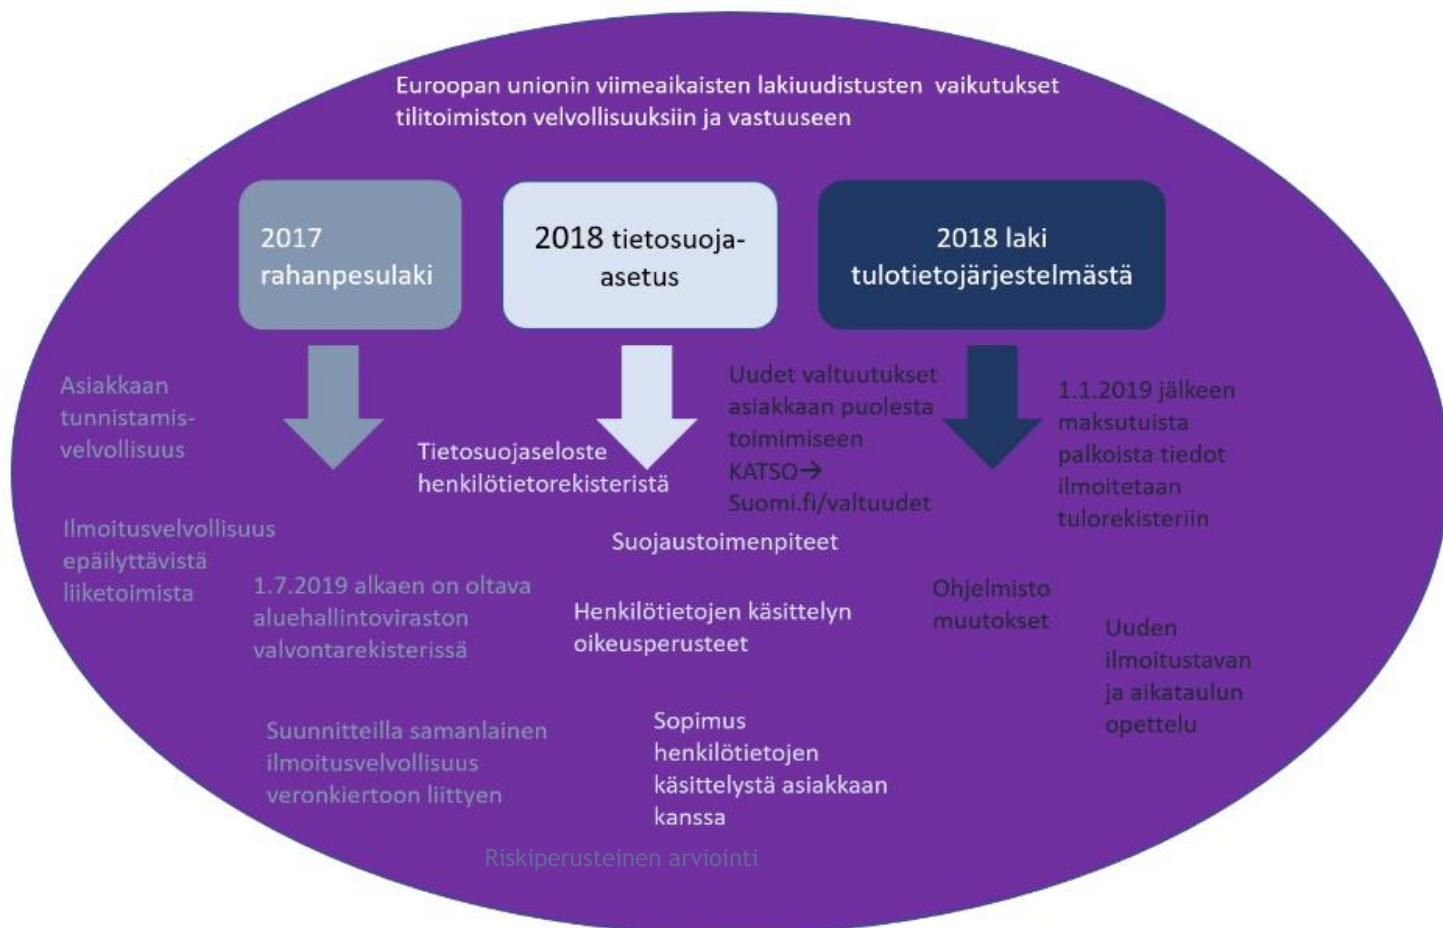 Euroopan unionin viimeaikaisten lakiuudistusten vaikutukset
tilitoimiston velvollisuuksiin ja vastuuseen
2017
rahanpesulaki
2018 tietosuoja-
asetus
2018 laki
tulotietojärjestelmästä
Asiakkaan
tunnistamis-
velvollisuus
Ilmoitusvelvollisuus
epäilyttävistä
liiketoimista
1.7.2019 alkaen on oltava
aluehallintoviraston
valvontarekisterissä
Suunnitteilla samanlainen
ilmoitusvelvollisuus
veronkiertoon liittyen
Tietosuojaseloste
henkilötietorekisteristä
Suojaustoimenpiteet
Henkilötietojen käsittelyn
oikeusperusteet
Sopimus
henkilötietojen
käsittelystä asiakkaan
kanssa
Riskiperusteinen arviointi
Uudet valtuutukset
asiakkaan puolesta
toimimiseen
KATSO→
Suomi.fi/valtuudet
1.1.2019 jälkeen
maksutuista
palkoista tiedot
ilmoitetaan
tulorekisteriin
Ohjelmisto
muutokset
Uuden
ilmoitustavan
ja aikataulun
opettelu